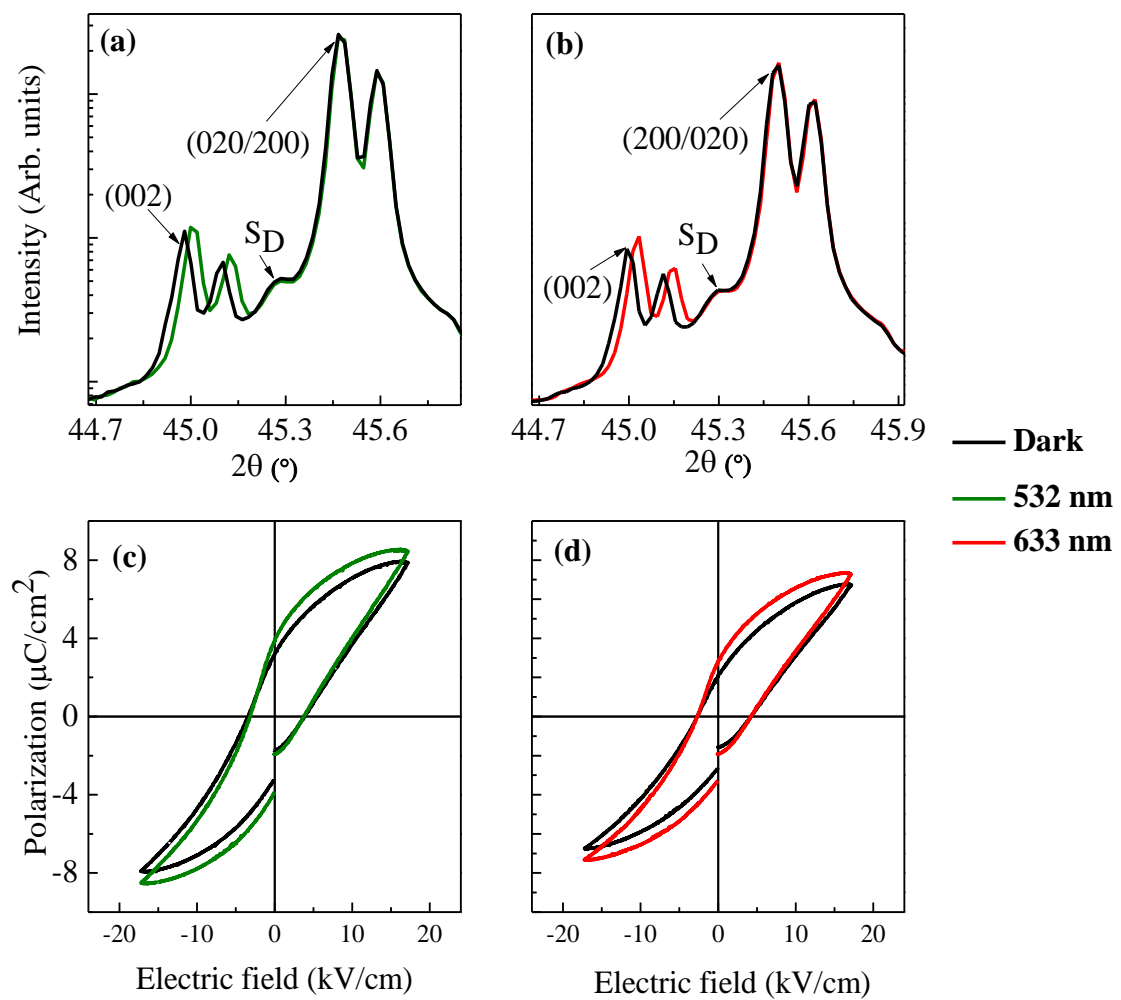 (a)
(b)
Intensity (Arb. units)
(020/200)
(200/020)
(002)
(002)
S_D
S_D
44.7 45.0 45.3 45.6
44.7 45.0 45.3 45.6 45.9
2θ (°)
2θ (°)
Dark
532 nm
633 nm
(c)
(d)
Polarization (μC/cm²)
8
4
0
-4
-8
-20 -10 0 10 20
-20 -10 0 10 20
Electric field (kV/cm)
Electric field (kV/cm)